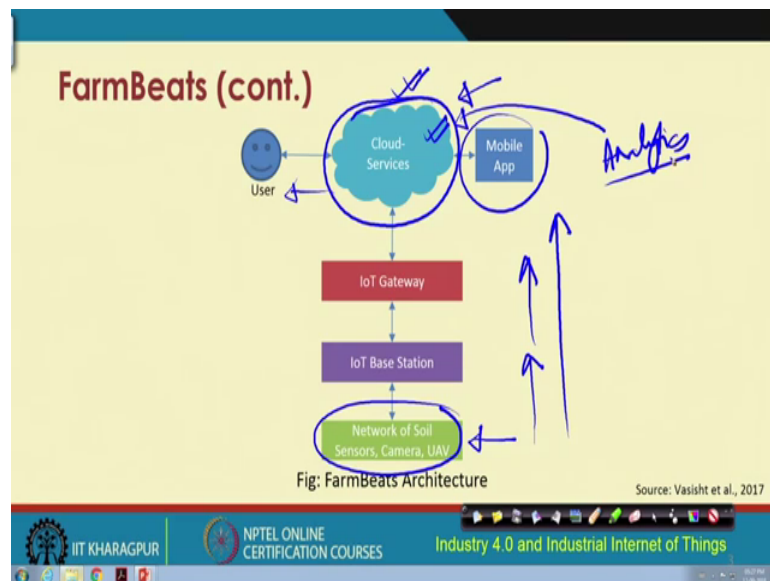 FarmBeats (cont.)
Cloud-
Services
Mobile
App
Analytics
User
IoT Gateway
IoT Base Station
Network of Soil
Sensors, Camera, UAV
Fig: FarmBeats Architecture
Source: Vasisht et al., 2017
IIT KHARAGPUR
NPTEL ONLINE
CERTIFICATION COURSES
Industry 4.0 and Industrial Internet of Things